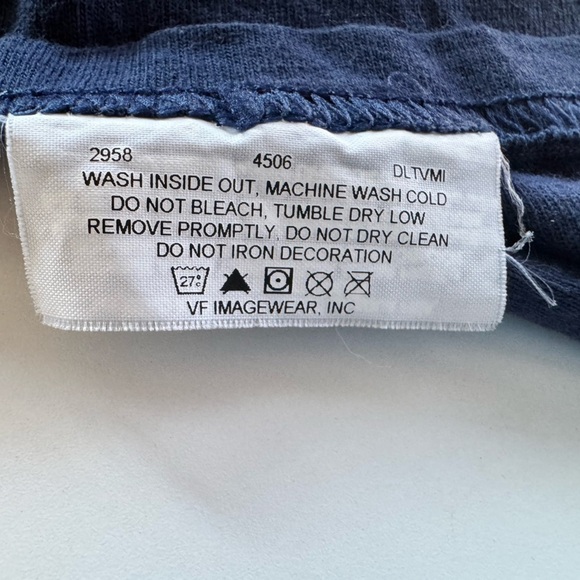 2958 4506 DLTVMI
WASH INSIDE OUT, MACHINE WASH COLD
DO NOT BLEACH, TUMBLE DRY LOW
REMOVE PROMPTLY, DO NOT DRY CLEAN
DO NOT IRON DECORATION
27°C
VF IMAGEWEAR, INC